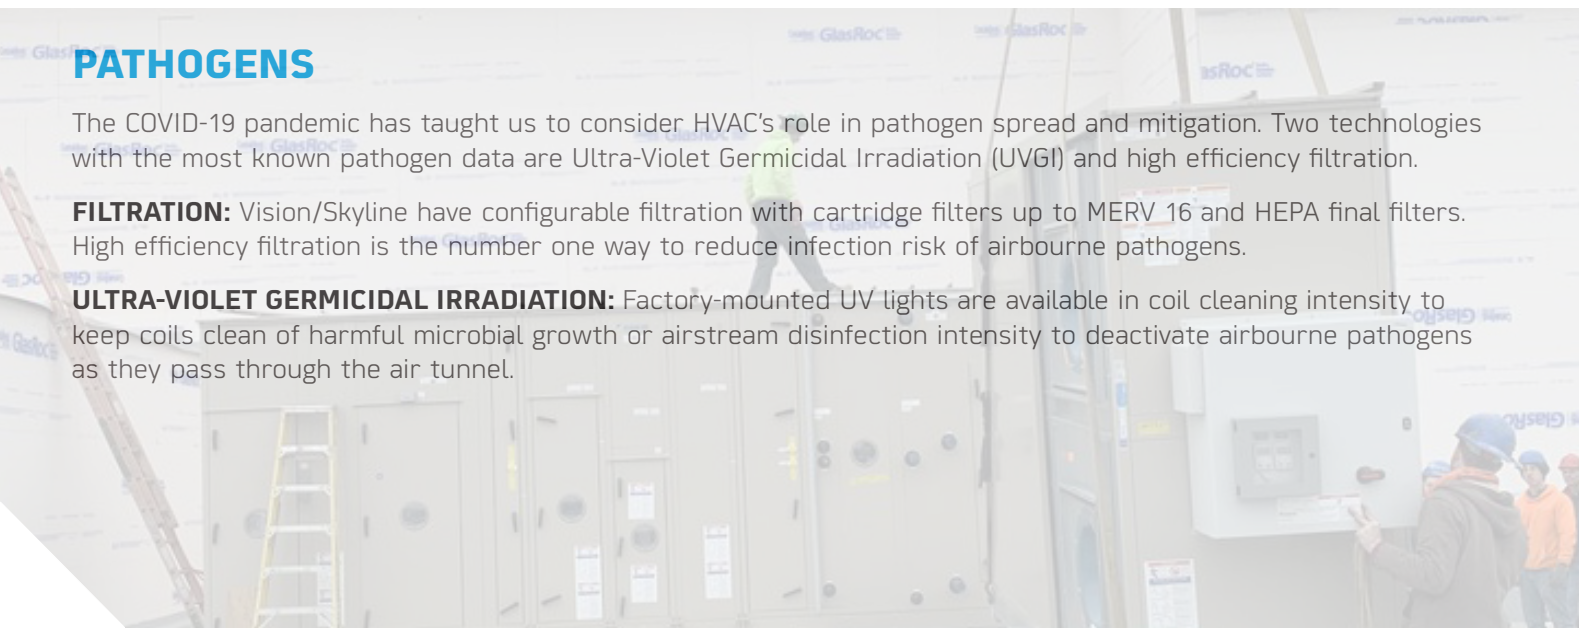 PATHOGENS
The COVID-19 pandemic has taught us to consider HVAC's role in pathogen spread and mitigation. Two technologies
with the most known pathogen data are Ultra-Violet Germicidal Irradiation (UVGI) and high efficiency filtration.
FILTRATION: Vision/Skyline have configurable filtration with cartridge filters up to MERV 16 and HEPA final filters.
High efficiency filtration is the number one way to reduce infection risk of airbourne pathogens.
ULTRA-VIOLET GERMICIDAL IRRADIATION: Factory-mounted UV lights are available in coil cleaning intensity to
keep coils clean of harmful microbial growth or airstream disinfection intensity to deactivate airbourne pathogens
as they pass through the air tunnel.
GlasRoc
GlasRoc
GlasRoc
GlasRoc
GlasRoc